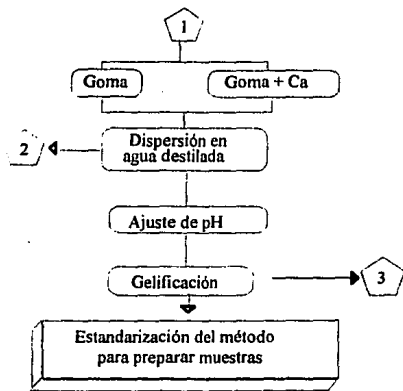 1
Goma
Goma + Ca
Dispersión en
2
agua destilada
Ajuste de pH
Gelificación
3
Estandarización del método
para preparar muestras